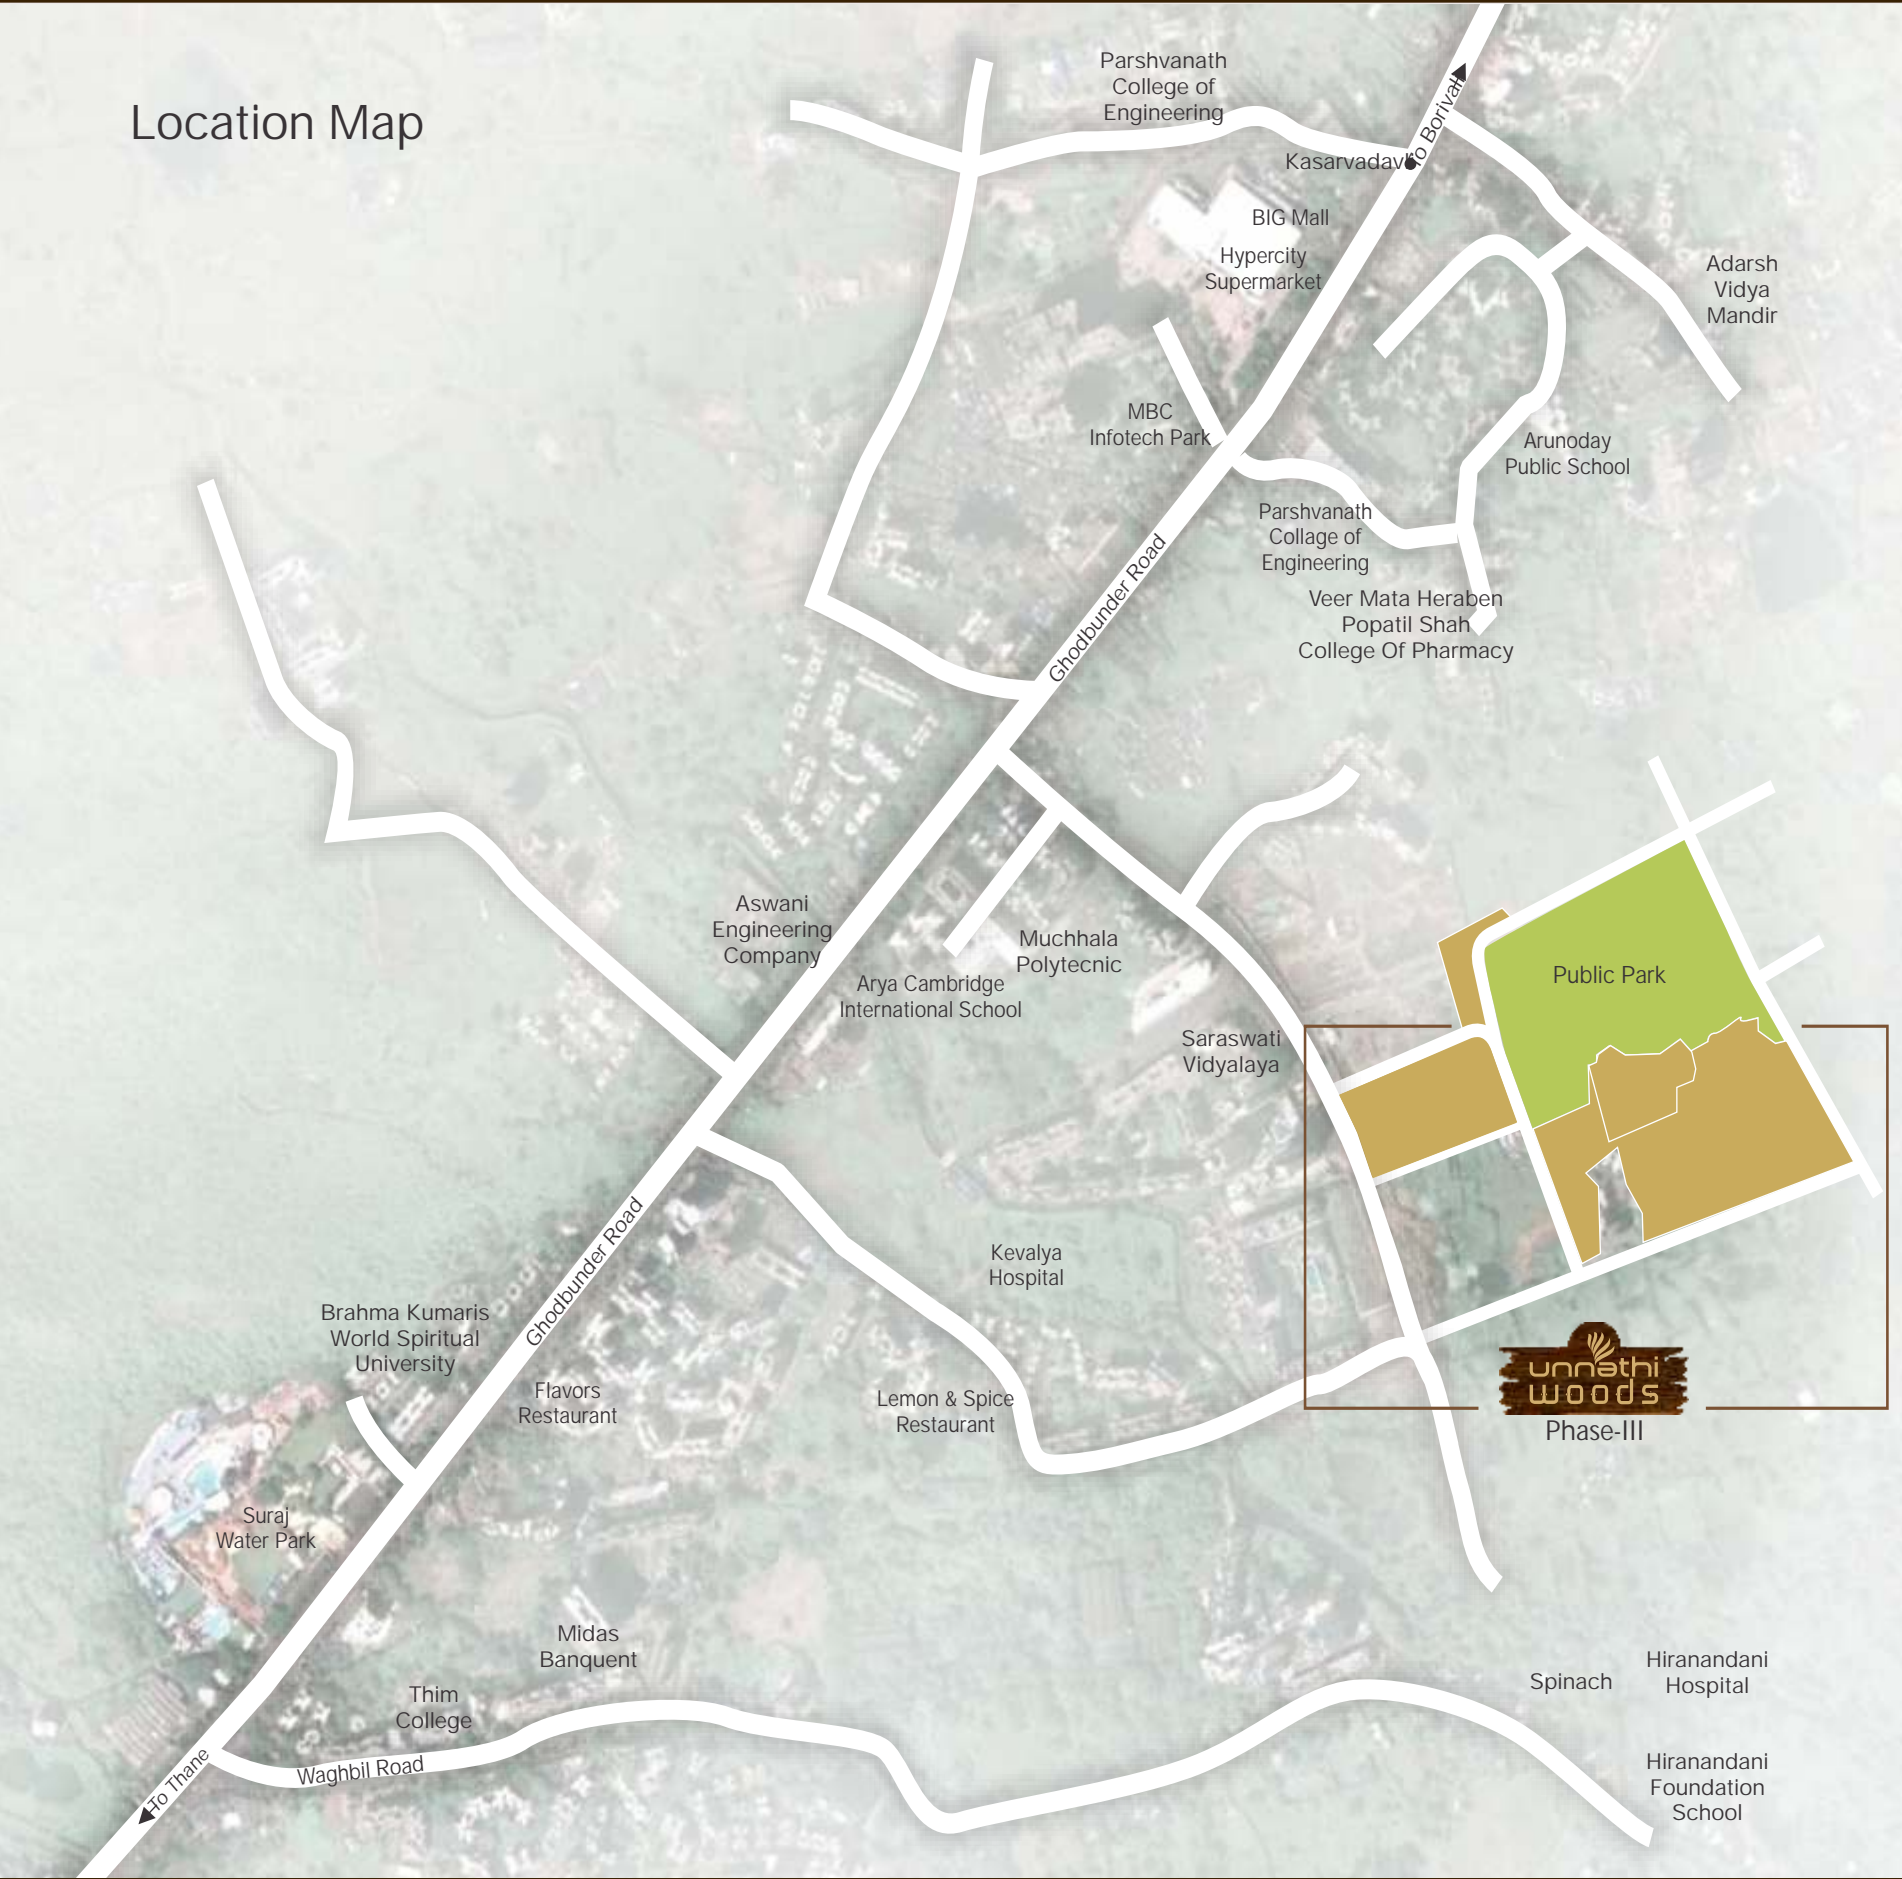 Location Map
Parshvanath
College of
Engineering
To Borivali
Kasarvadavli
BIG Mall
Hypercity
Supermarket
Adarsh
Vidya
Mandir
MBC
Infotech Park
Arunoday
Public School
Parshvanath
Collage of
Engineering
Ghodbunder Road
Veer Mata Heraben
Popatil Shah
College Of Pharmacy
Aswani
Engineering
Company
Muchhala
Polytecnic
Arya Cambridge
International School
Public Park
Saraswati
Vidyalaya
Kevalya
Hospital
Ghodbunder Road
Brahma Kumaris
World Spiritual
University
Flavors
Restaurant
Lemon & Spice
Restaurant
unnathi
woods
Phase-III
Suraj
Water Park
Midas
Banquent
Thim
College
Spinach
Hiranandani
Hospital
Waghbil Road
To Thane
Hiranandani
Foundation
School